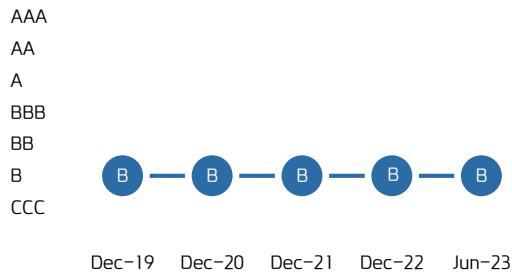 AAA
AA
A
BBB
BB
B B B B B B
CCC
Dec–19 Dec–20 Dec–21 Dec–22 Jun–23